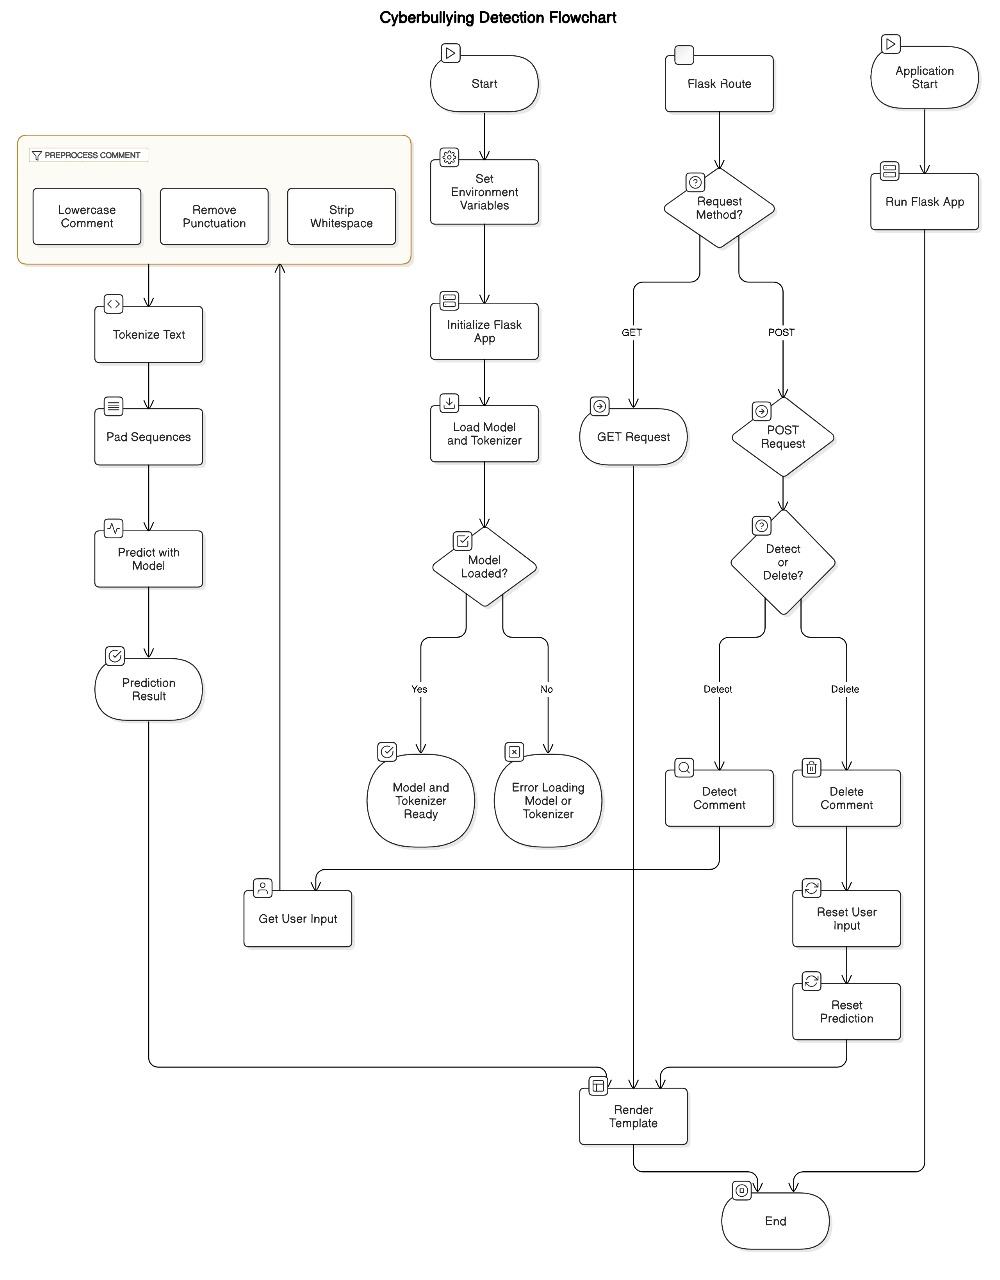 Cyberbullying Detection Flowchart
Start
Flask Route
Application
Start
PREPROCESS COMMENT
Lowercase
Comment
Remove
Punctuation
Strip
Whitespace
Set
Environment
Variables
Request
Method?
Run Flask App
Tokenize Text
Initialize Flask
App
GET
POST
Pad Sequences
Load Model
and Tokenizer
GET Request
POST
Request
Predict with
Model
Model
Loaded?
Detect
or
Delete?
Prediction
Result
Yes
No
Detect
Delete
Model and
Tokenizer
Ready
Error Loading
Model or
Tokenizer
Detect
Comment
Delete
Comment
Get User Input
Reset User
Input
Reset
Prediction
Render
Template
End